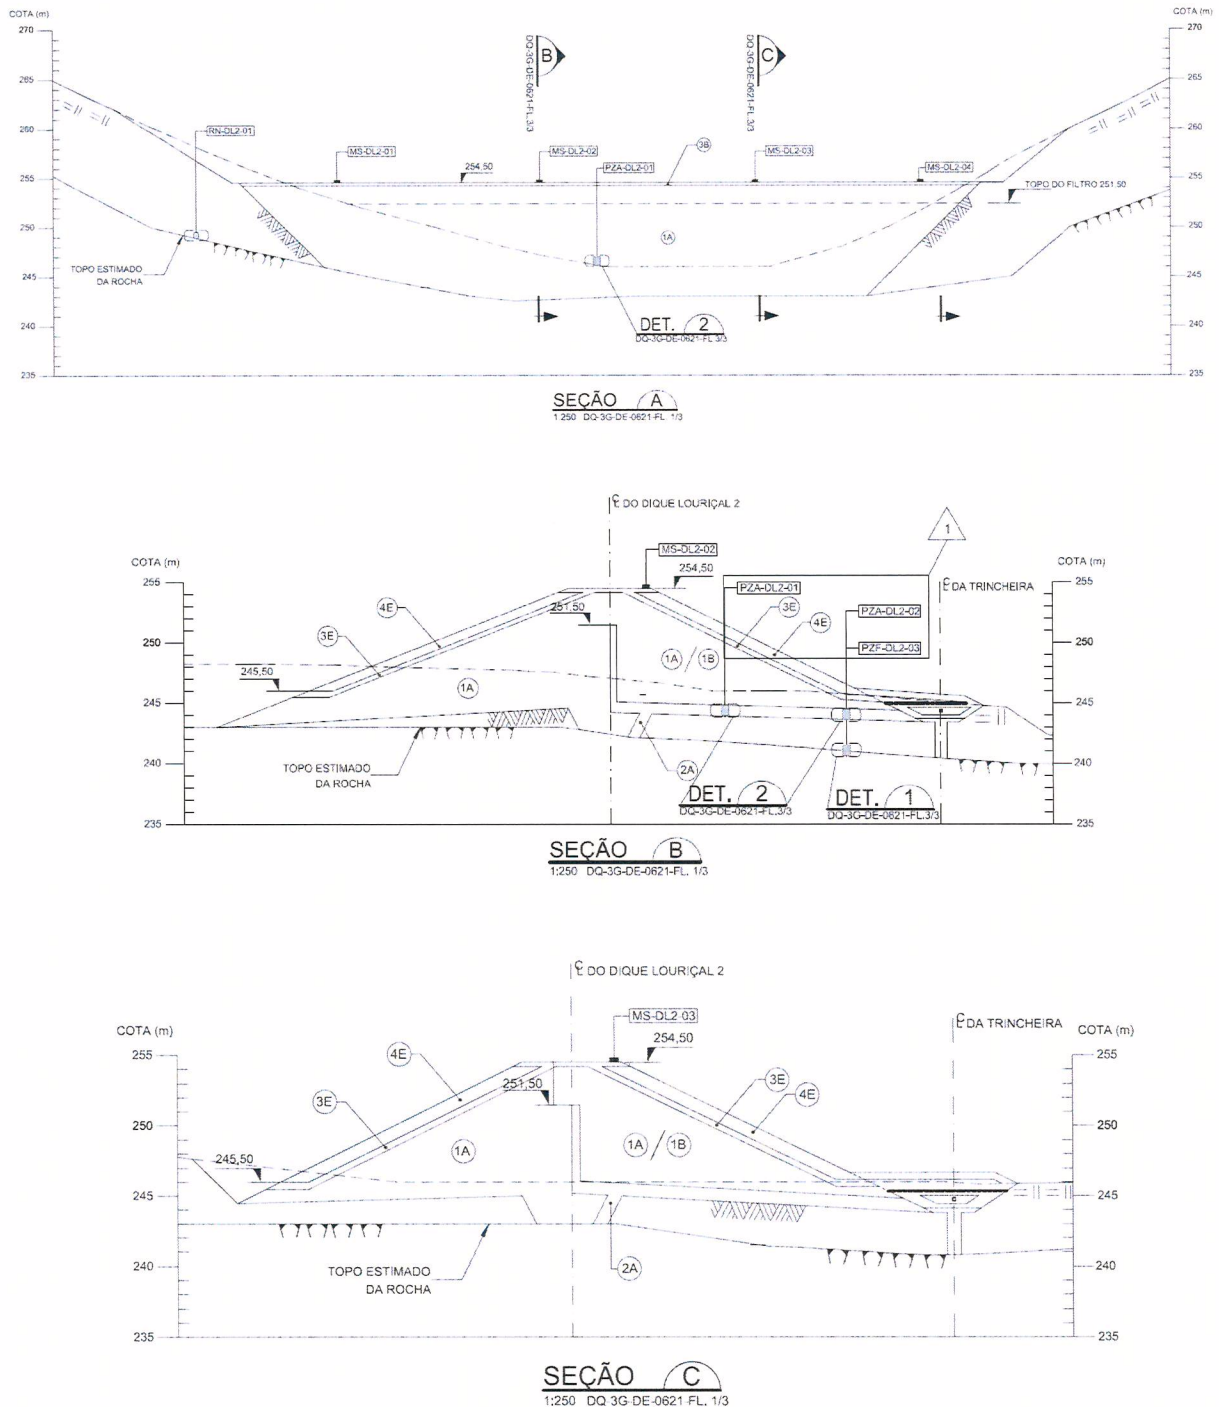 COTA (m)
COTA (m)
270
265
260
255
250
245
240
235
270
265
260
255
250
245
240
235
B
DQ-3G-DE-0621-FL.3/3
C
DQ-3G-DE-0621-FL.3/3
RN-DL2-01
MS-DL2-01
254,50
MS-DL2-02
PZA-DL2-01
3B
MS-DL2-03
MS-DL2-04
TOPO DO FILTRO 251,50
1A
TOPO ESTIMADO
DA ROCHA
DET. 2
DQ-3G-DE-0621-FL 3/3
SEÇÃO A
1:250 DQ-3G-DE-0621-FL. 1/3
℄ DO DIQUE LOURIÇAL 2
1
COTA (m)
COTA (m)
255
250
245
240
235
255
250
245
240
235
MS-DL2-02
254,50
PZA-DL2-01
℄ DA TRINCHEIRA
4E
251,50
3E
PZA-DL2-02
4E
3E
PZF-DL2-03
1A / 1B
245,50
1A
TOPO ESTIMADO
DA ROCHA
2A
DET. 2
DQ-3G-DE-0621-FL.3/3
DET. 1
DQ-3G-DE-0621-FL.3/3
SEÇÃO B
1:250 DQ-3G-DE-0621-FL. 1/3
℄ DO DIQUE LOURIÇAL 2
MS-DL2-03
℄ DA TRINCHEIRA
COTA (m)
COTA (m)
255
250
245
240
235
255
250
245
240
235
254,50
4E
251,50
3E
3E
4E
1A
1A / 1B
245,50
2A
TOPO ESTIMADO
DA ROCHA
SEÇÃO C
1:250 DQ 3G-DE-0621-FL. 1/3